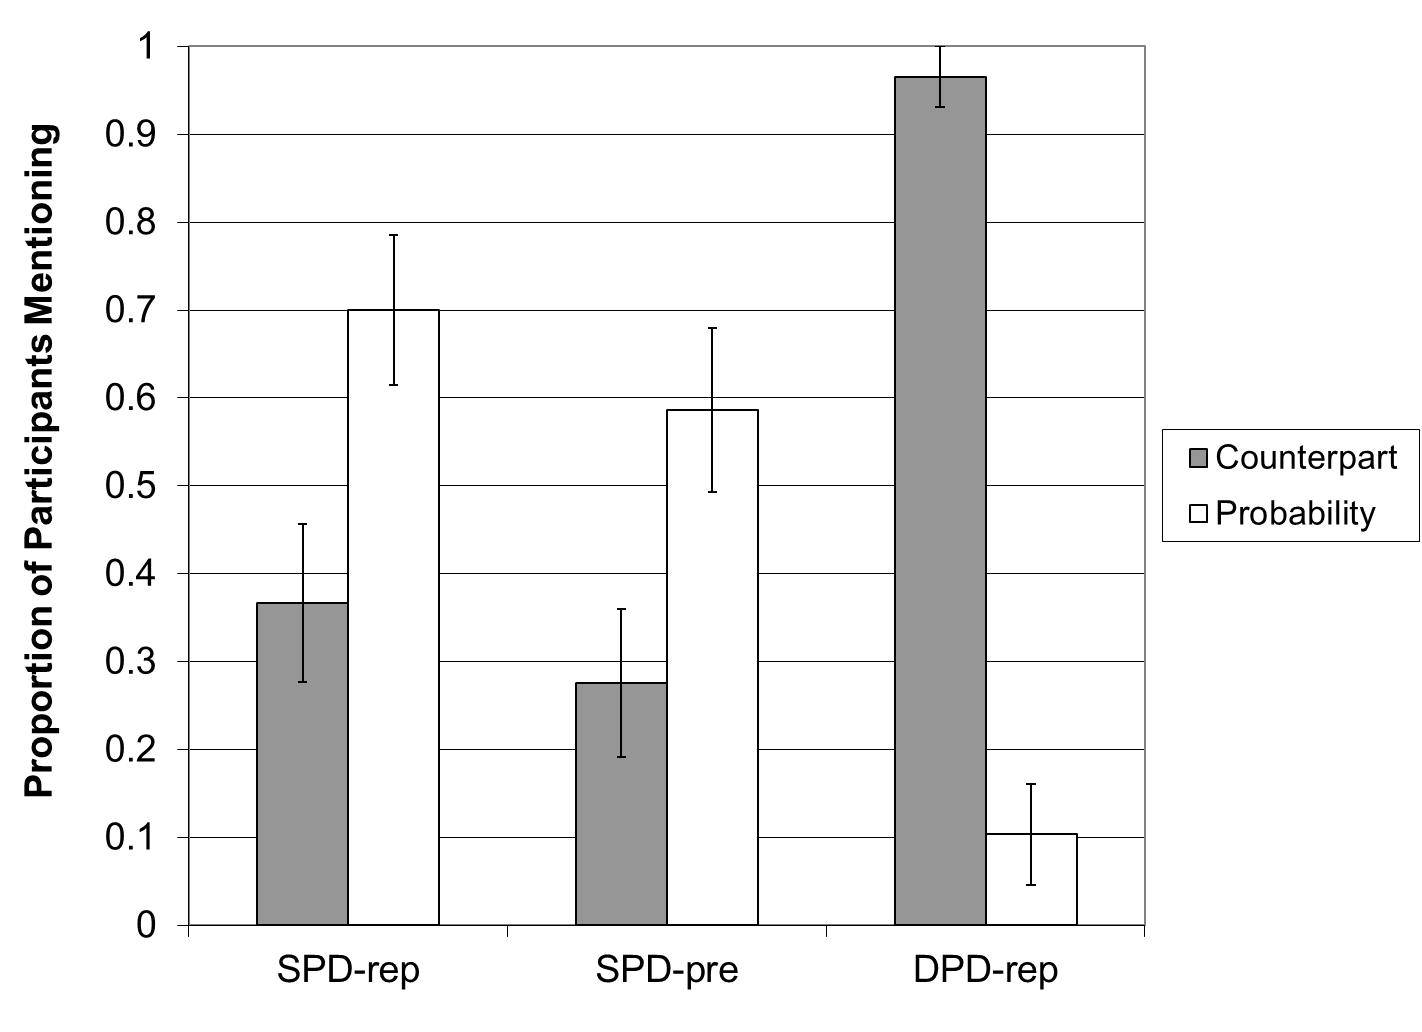 Proportion of Participants Mentioning
1
0.9
0.8
0.7
0.6
0.5
0.4
0.3
0.2
0.1
0
SPD-rep
SPD-pre
DPD-rep
Counterpart
Probability